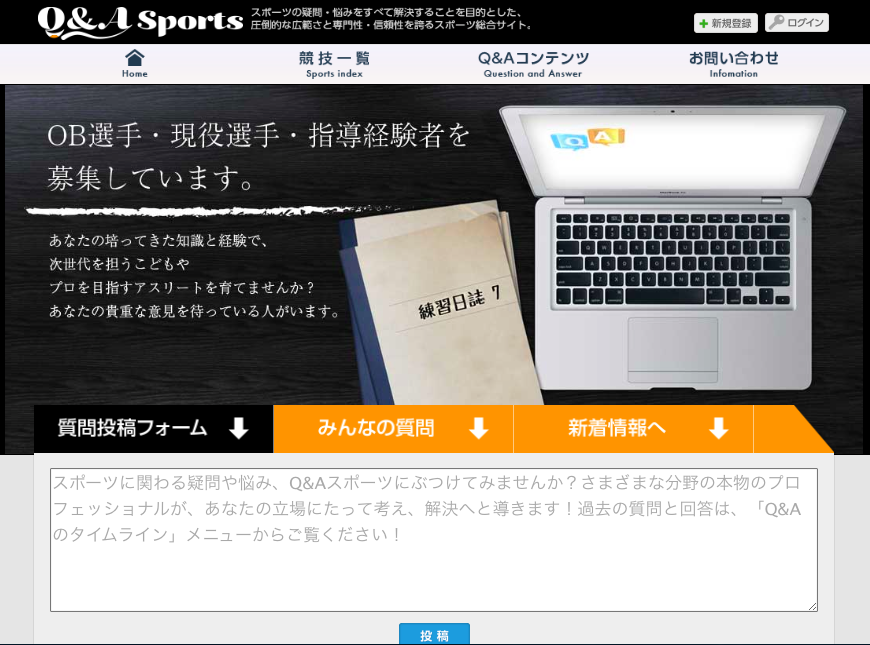 Q&A Sports
スポーツの疑問・悩みをすべて解決することを目的とした、
圧倒的な広範さと専門性・信頼性を誇るスポーツ総合サイト。
新規登録
ログイン
Home
競技一覧
Sports index
Q&Aコンテンツ
Question and Answer
お問い合わせ
Infomation
OB選手・現役選手・指導経験者を
募集しています。
あなたの培ってきた知識と経験で、
次世代を担うこどもや
プロを目指すアスリートを育てませんか？
あなたの貴重な意見を待っている人がいます。
Q A
練習日誌 7
質問投稿フォーム
みんなの質問
新着情報へ
スポーツに関わる疑問や悩み、Q&Aスポーツにぶつけてみませんか？さまざまな分野の本物のプロ
フェッショナルが、あなたの立場にたって考え、解決へと導きます！過去の質問と回答は、「Q&A
のタイムライン」メニューからご覧ください！
投稿